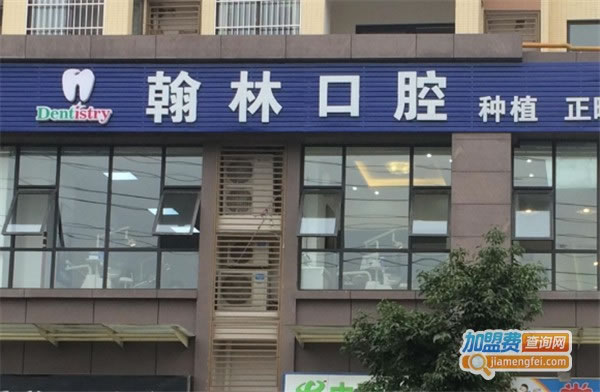 Dentistry 翰林口腔 种植 正
加盟费查询网
jiamengfei.com